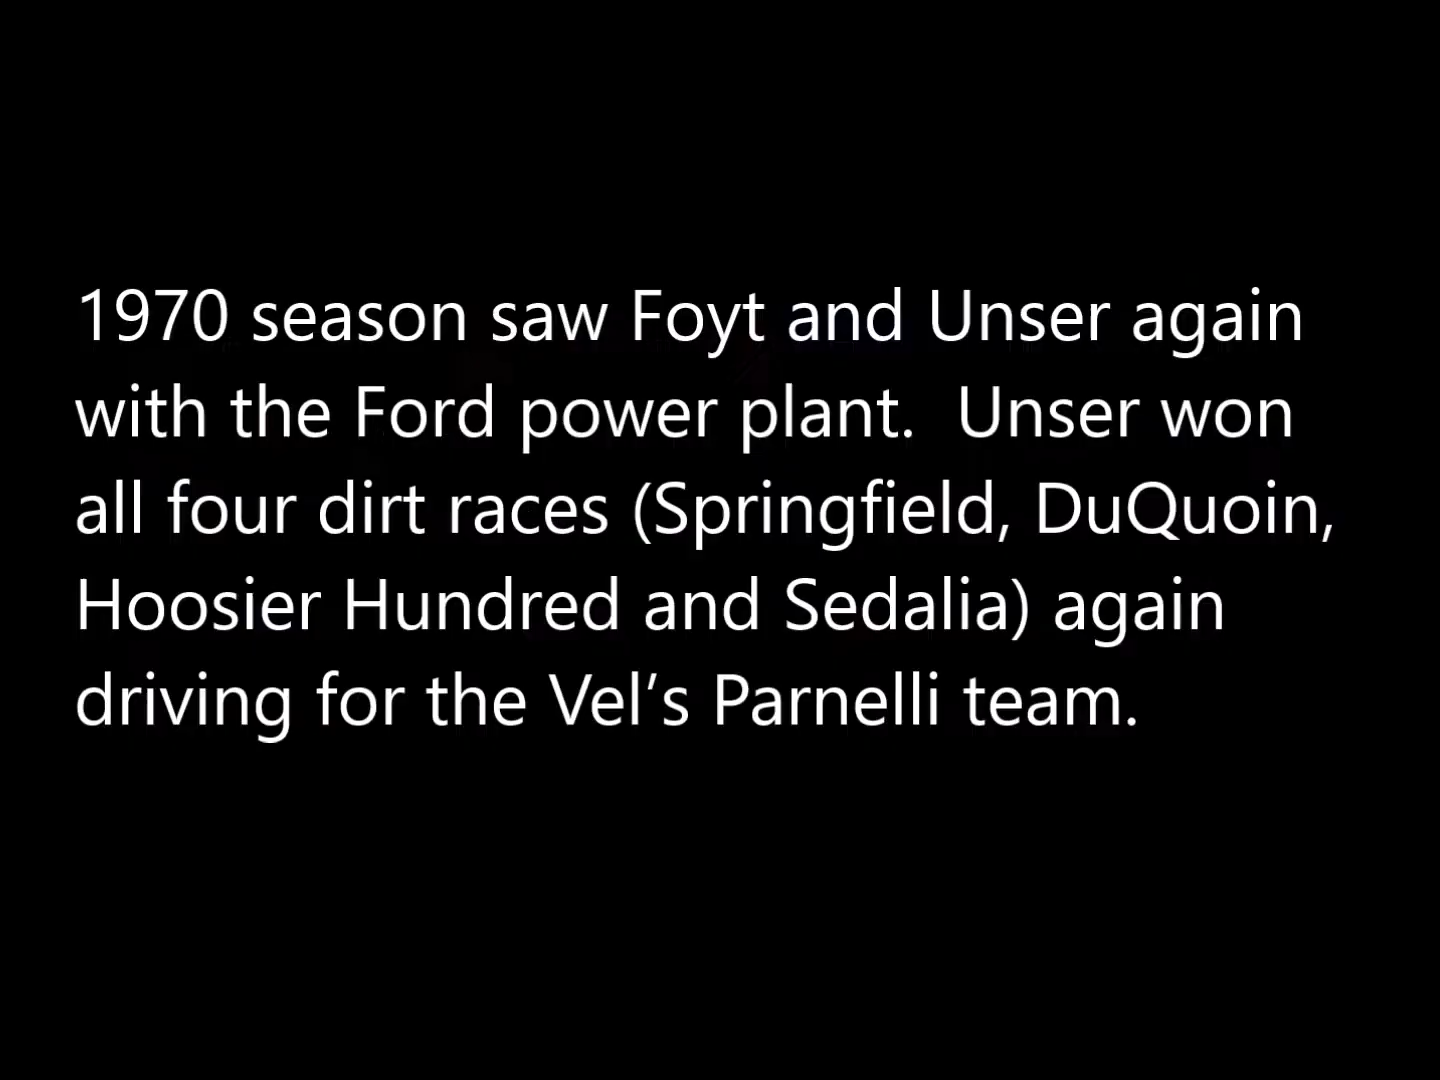 1970 season saw Foyt and Unser again
with the Ford power plant.  Unser won
all four dirt races (Springfield, DuQuoin,
Hoosier Hundred and Sedalia) again
driving for the Vel’s Parnelli team.